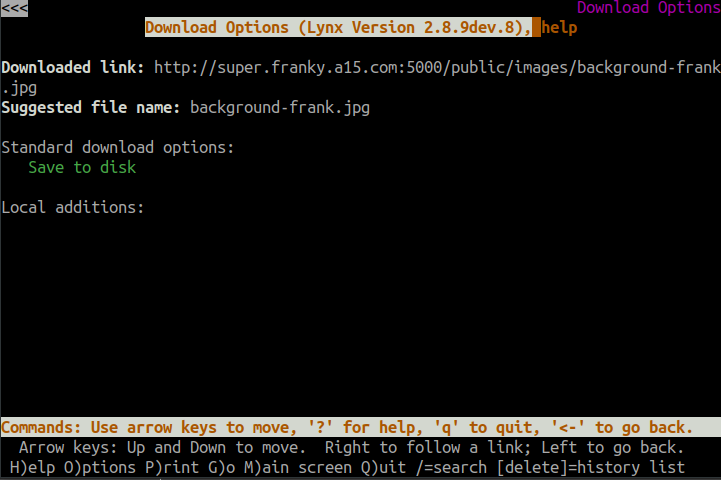 <<< Download Options
Download Options (Lynx Version 2.8.9dev.8), help
Downloaded link: http://super.franky.a15.com:5000/public/images/background-frank
.jpg
Suggested file name: background-frank.jpg
Standard download options:
Save to disk
Local additions:
Commands: Use arrow keys to move, '?' for help, 'q' to quit, '<-' to go back.
Arrow keys: Up and Down to move. Right to follow a link; Left to go back.
H)elp O)ptions P)rint G)o M)ain screen Q)uit /=search [delete]=history list